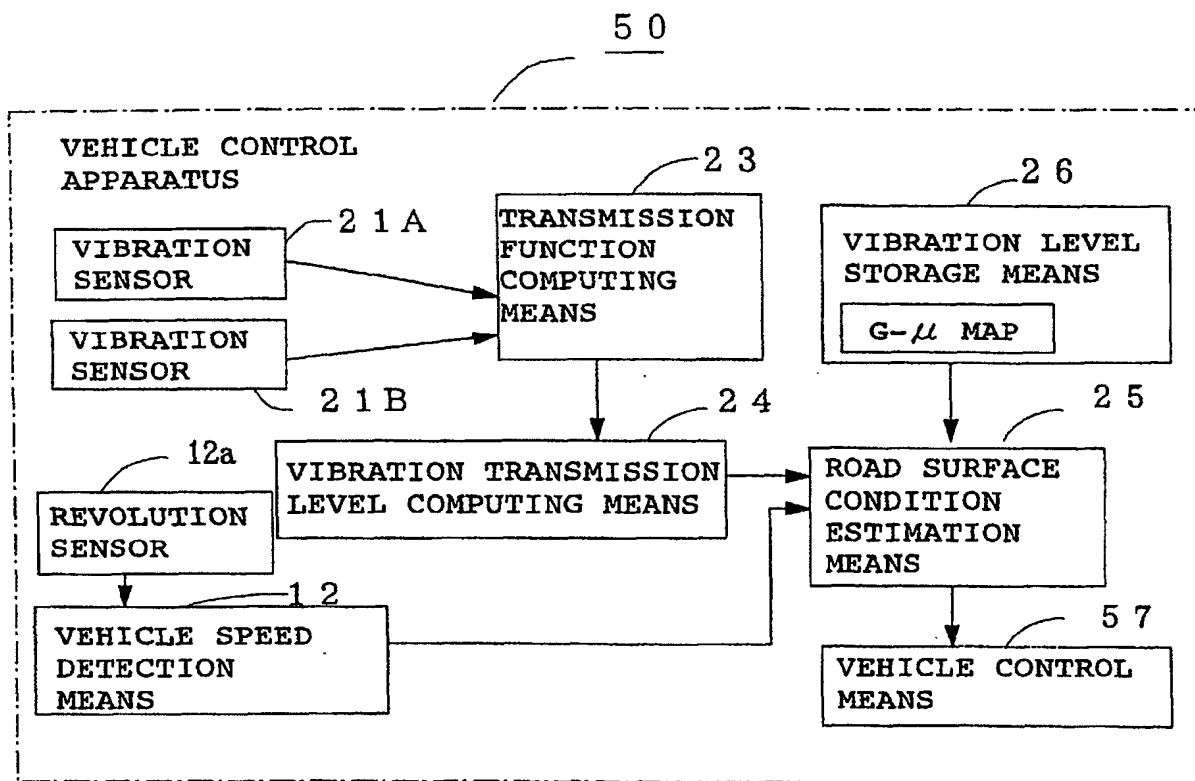 50
VEHICLE CONTROL
APPARATUS
23
26
21A
VIBRATION
SENSOR
TRANSMISSION
FUNCTION
COMPUTING
MEANS
VIBRATION LEVEL
STORAGE MEANS
G-μ MAP
VIBRATION
SENSOR
21B
24
25
12a
VIBRATION TRANSMISSION
LEVEL COMPUTING MEANS
ROAD SURFACE
CONDITION
ESTIMATION
MEANS
REVOLUTION
SENSOR
12
VEHICLE SPEED
DETECTION
MEANS
57
VEHICLE CONTROL
MEANS